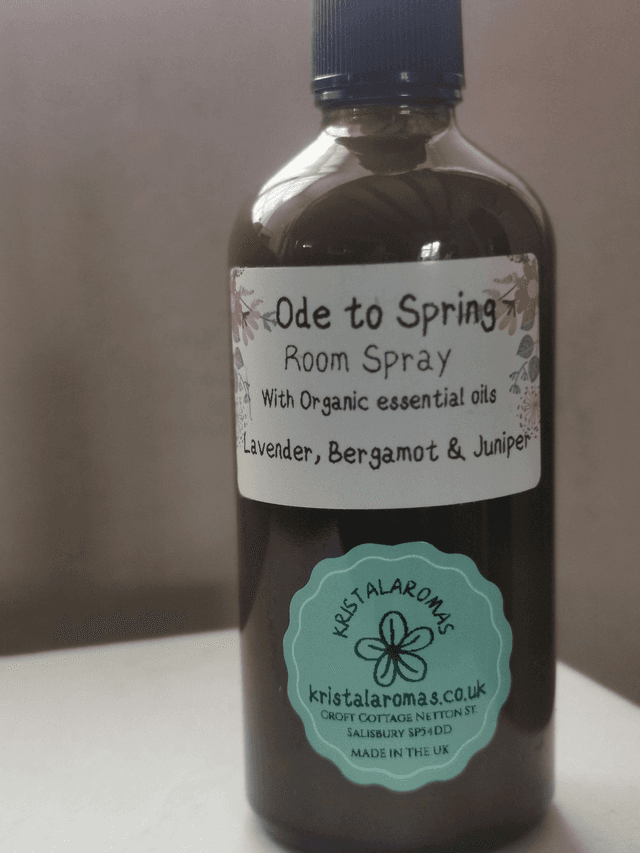 Ode to Spring
Room Spray
With Organic essential oils
Lavender, Bergamot & Juniper
KRISTALAROMAS
kristalaromas.co.uk
CROFT COTTAGE NETTON ST.
SALISBURY SP54DD
MADE IN THE UK